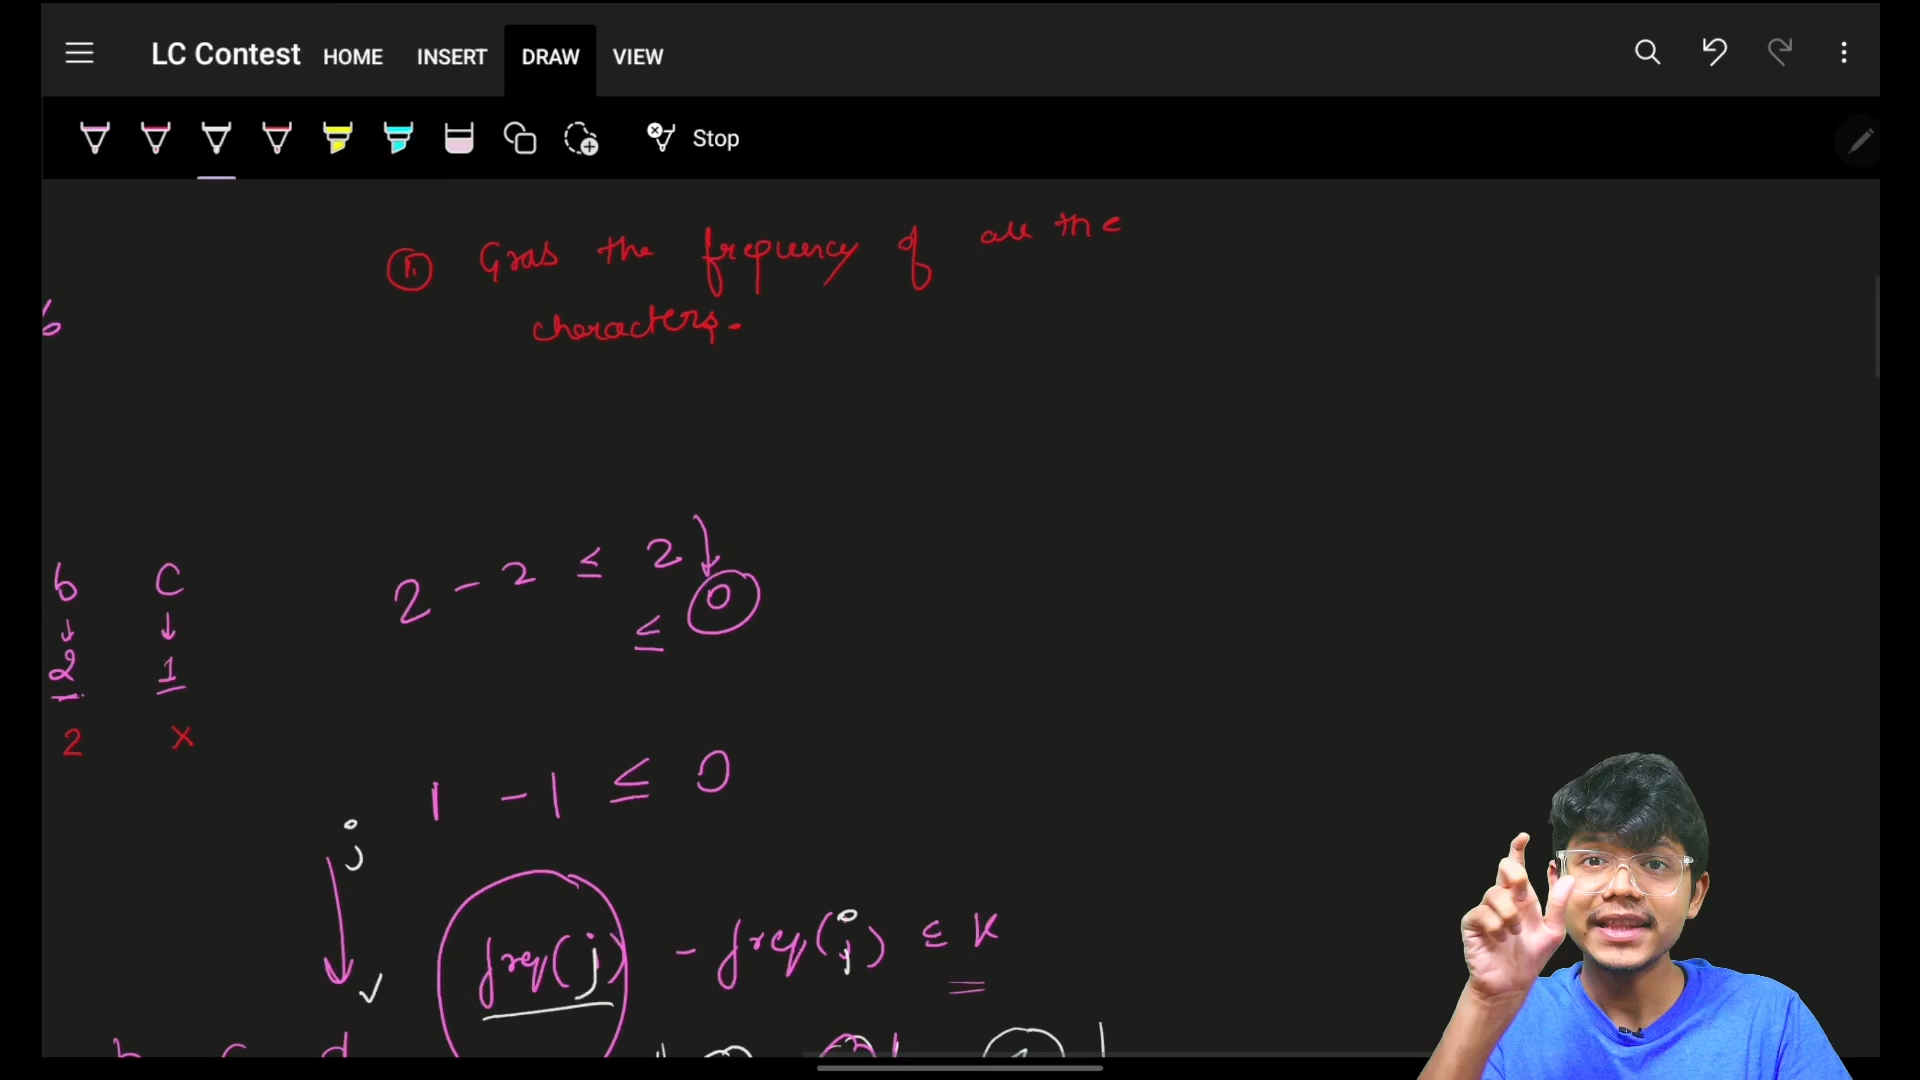 LC Contest HOME INSERT DRAW VIEW
Stop
1. Grab the frequency of all the
characters.
b
b C
2 1
2 X
2 - 2 ≤ 2
≤ 0
1 - 1 ≤ 0
j
freq(j) - freq(i) ≤ k
b c d